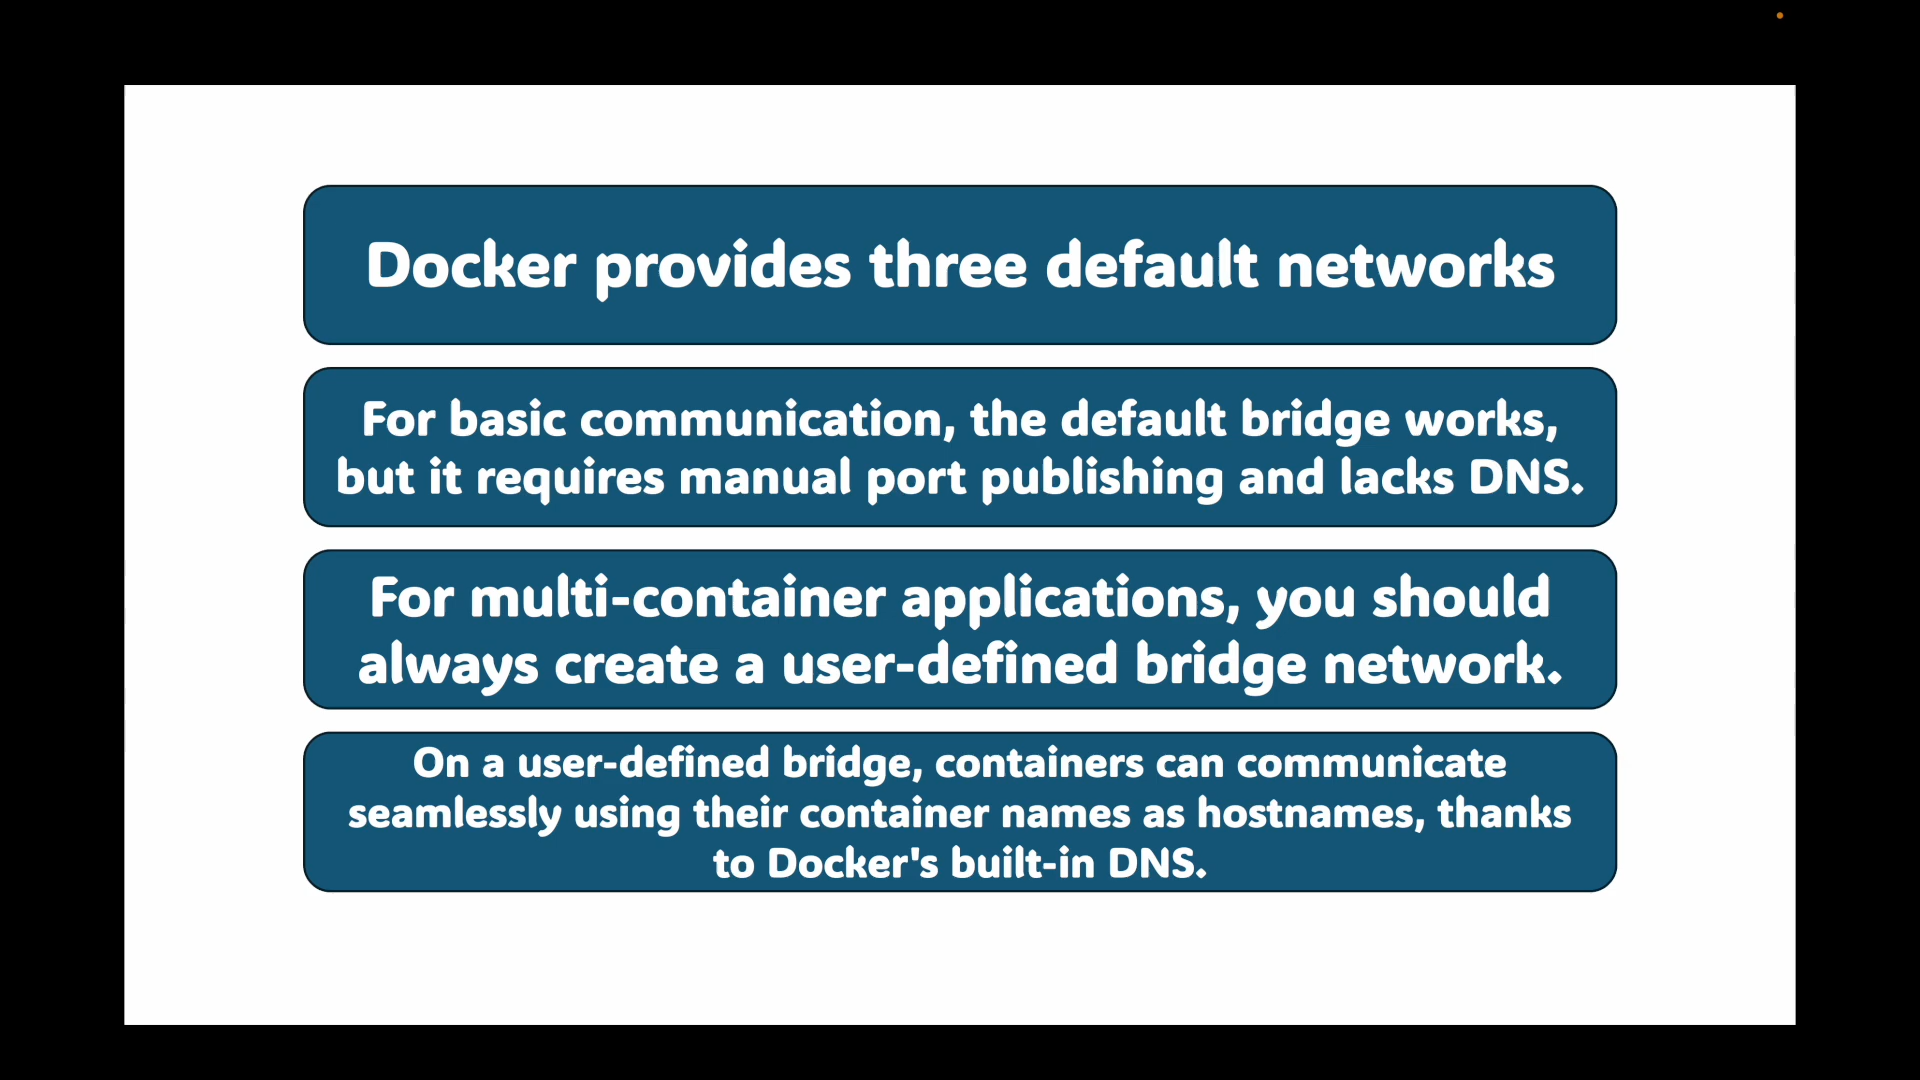 Docker provides three default networks
For basic communication, the default bridge works,
but it requires manual port publishing and lacks DNS.
For multi-container applications, you should
always create a user-defined bridge network.
On a user-defined bridge, containers can communicate
seamlessly using their container names as hostnames, thanks
to Docker's built-in DNS.